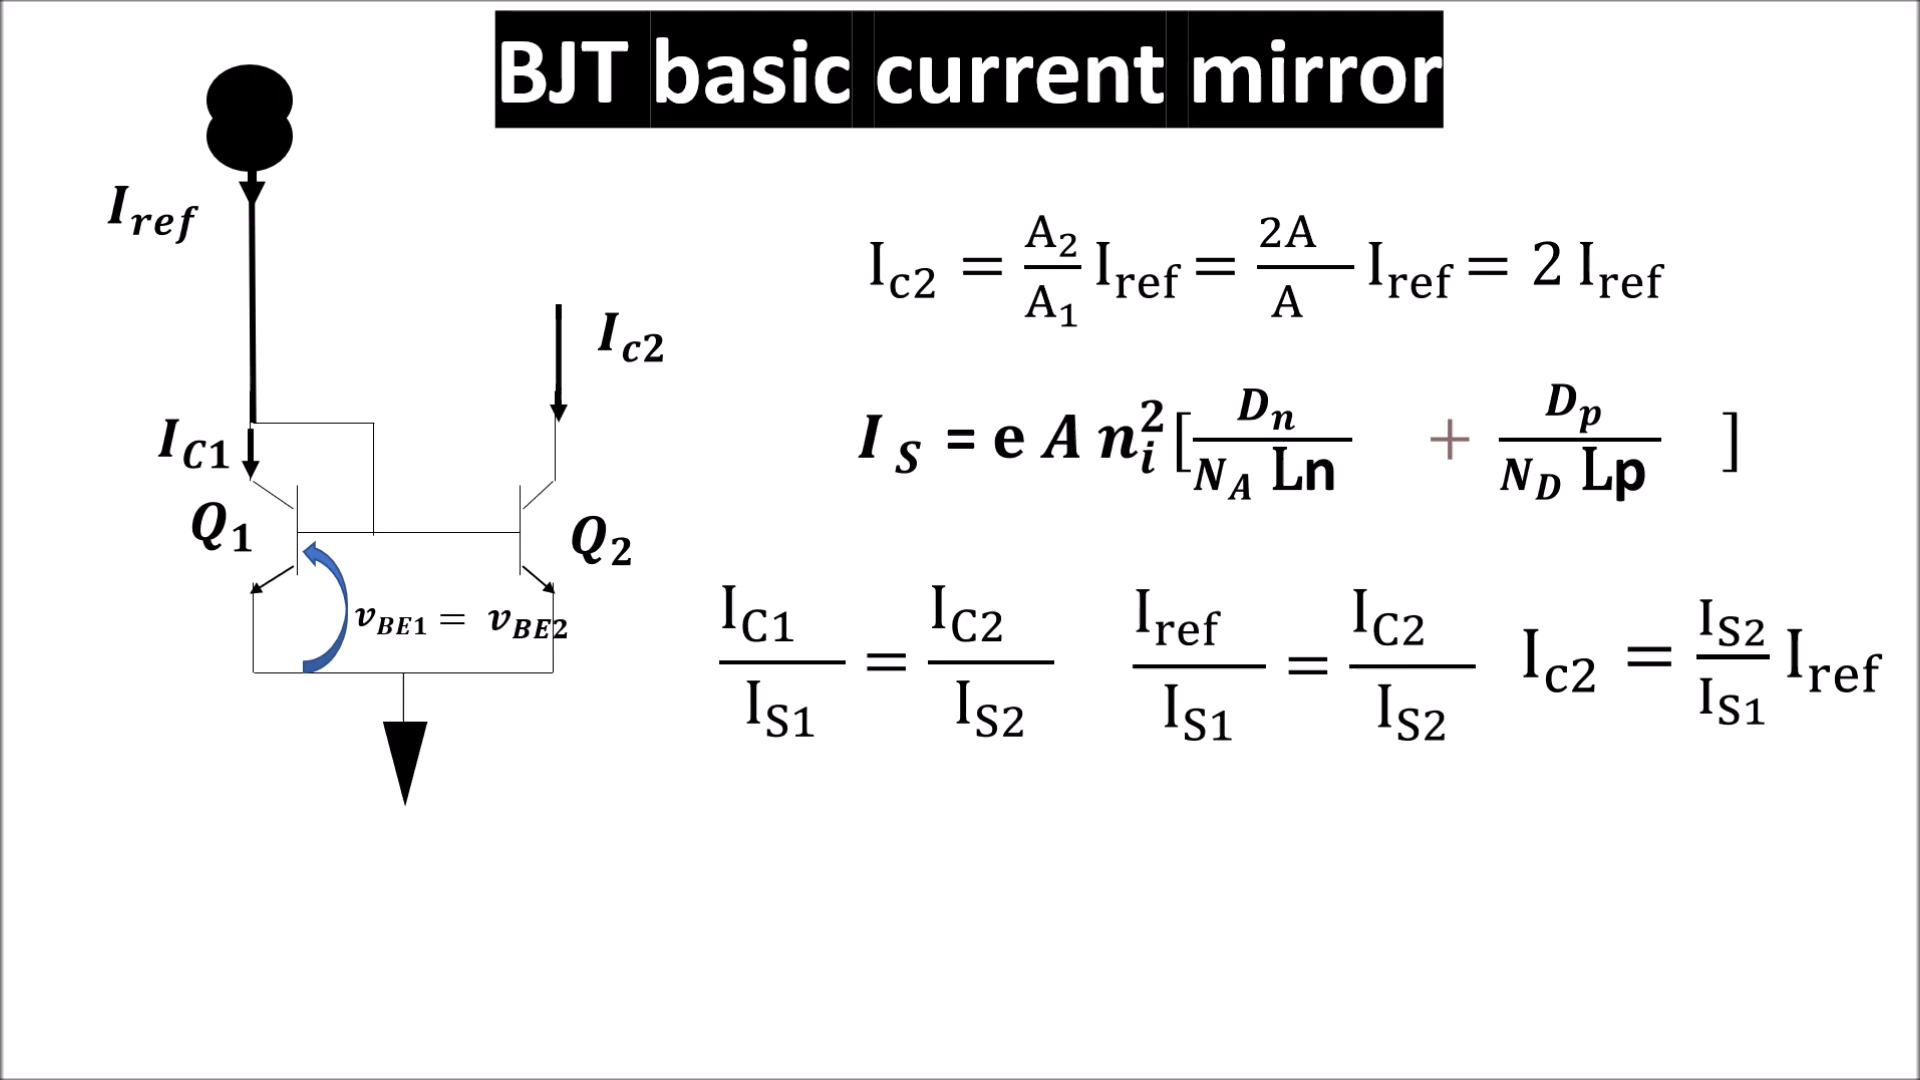 BJT basic current mirror
I_ref
I_c2
I_C1
Q_1
Q_2
v_BE1 = v_BE2
I_c2 = A_2/A_1 I_ref = 2A/A I_ref = 2 I_ref
I_S = e A n_i^2 [ D_n/N_A Ln + D_p/N_D Lp ]
I_C1/I_S1 = I_C2/I_S2
I_ref/I_S1 = I_C2/I_S2
I_c2 = I_S2/I_S1 I_ref